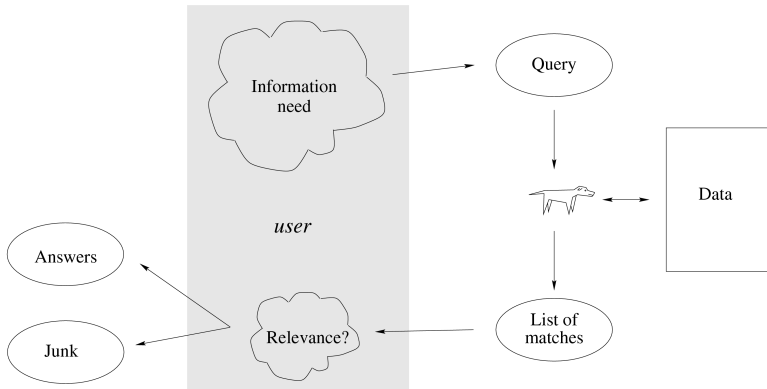 Information
need
Query
Data
user
Answers
List of
matches
Relevance?
Junk